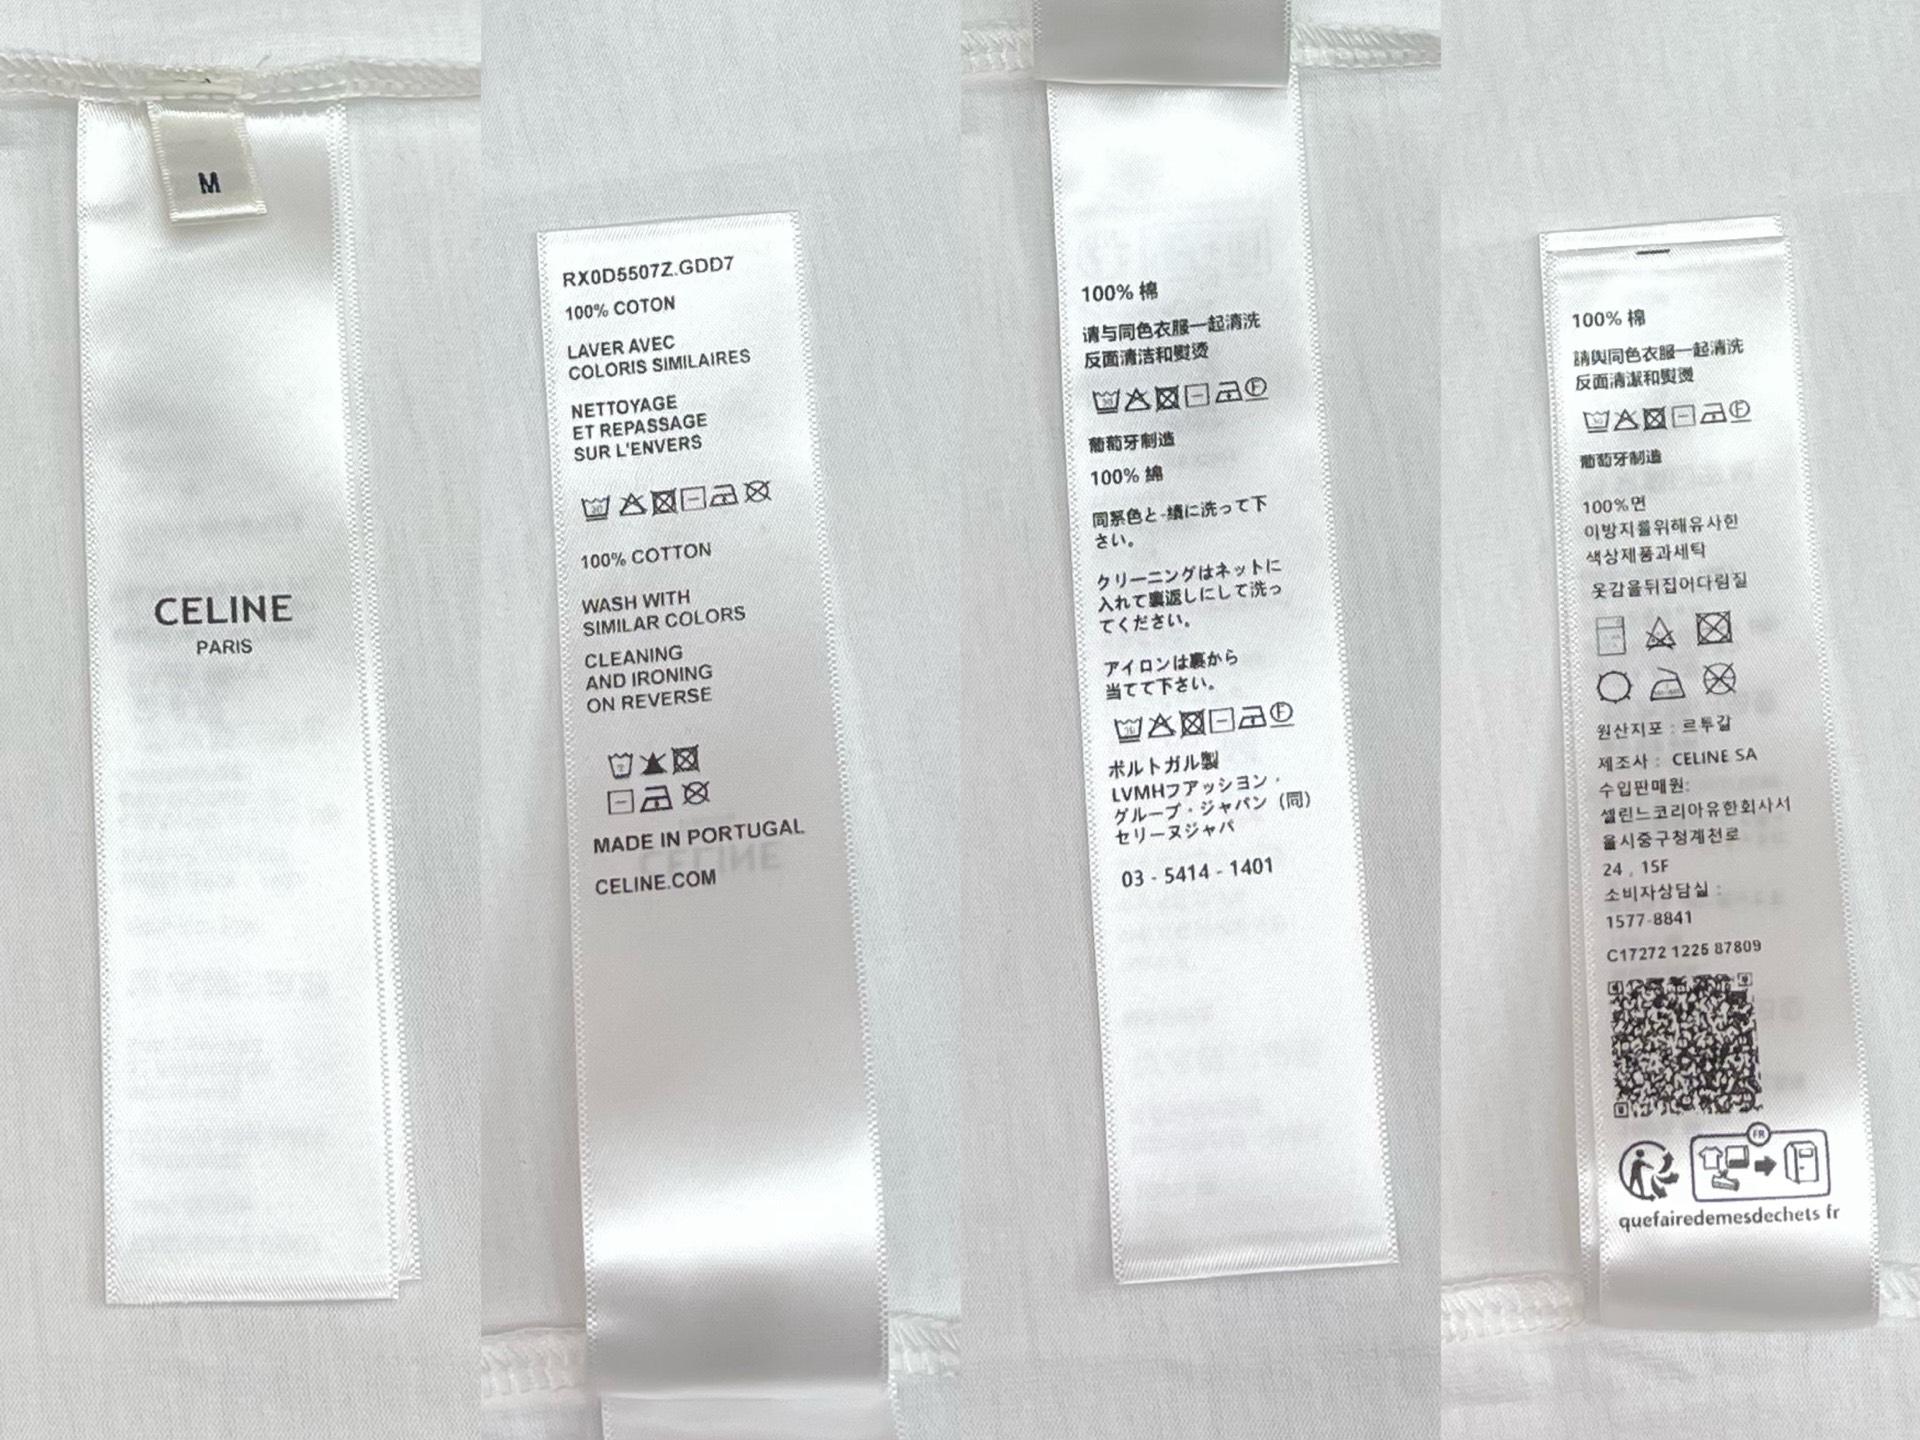 M
CELINE
PARIS
RX0D5507Z.GDD7
100% COTON
LAVER AVEC
COLORIS SIMILAIRES
NETTOYAGE
ET REPASSAGE
SUR L'ENVERS
100% COTTON
WASH WITH
SIMILAR COLORS
CLEANING
AND IRONING
ON REVERSE
MADE IN PORTUGAL
CELINE.COM
100% 棉
请与同色衣服一起清洗
反面清洁和熨烫
葡萄牙制造
100% 綿
同系色と-緒に洗って下
さい。
クリーニングはネットに
入れて裏返しにして洗っ
てください。
アイロンは裏から
当てて下さい。
ポルトガル製
LVMHフアッシヨン・
グループ・ジャパン (同)
セリーヌジャパ
03 - 5414 - 1401
100% 棉
請與同色衣服一起清洗
反面清潔和熨燙
葡萄牙制造
100%면
이방지를위해유사한
색상제품과세탁
옷감을뒤집어다림질
원산지포 : 르투갈
제조사 : CELINE SA
수입판매원:
셀린느코리아유한회사서
울시중구청계천로
24 , 15F
소비자상담실 :
1577-8841
C17272 1225 87809
FR
quefairedemesdechets fr